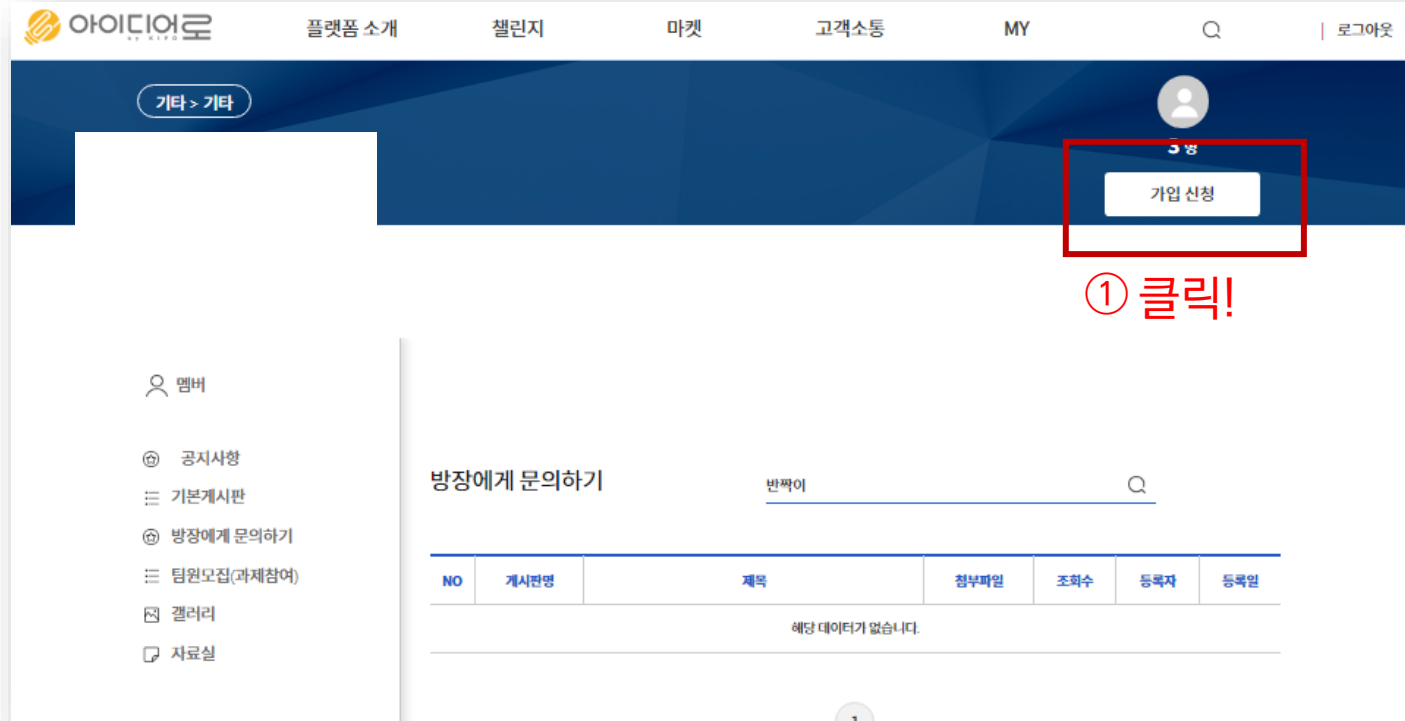 아이디어로 플랫폼 소개 챌린지 마켓 고객소통 MY | 로그아웃
by KIPO
기타 > 기타
3 명
가입 신청
① 클릭!
멤버
공지사항
기본게시판
방장에게 문의하기
팀원모집(과제참여)
갤러리
자료실
방장에게 문의하기 반짝이
NO 게시판명 제목 첨부파일 조회수 등록자 등록일
해당 데이터가 없습니다.
1